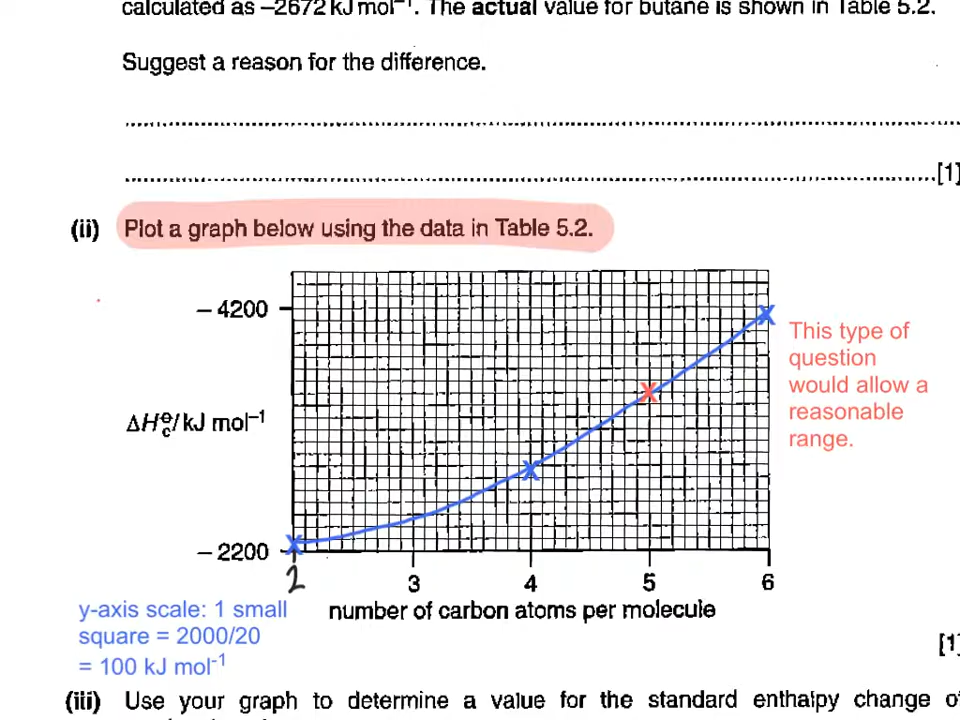 calculated as –2672 kJ mol⁻¹. The actual value for butane is shown in Table 5.2.
Suggest a reason for the difference.
[1]
(ii) Plot a graph below using the data in Table 5.2.
– 4200
This type of
question
would allow a
reasonable
range.
ΔH꜀⦵/ kJ mol⁻¹
– 2200
2 3 4 5 6
number of carbon atoms per molecule
y-axis scale: 1 small
square = 2000/20
= 100 kJ mol⁻¹
[1]
(iii) Use your graph to determine a value for the standard enthalpy change